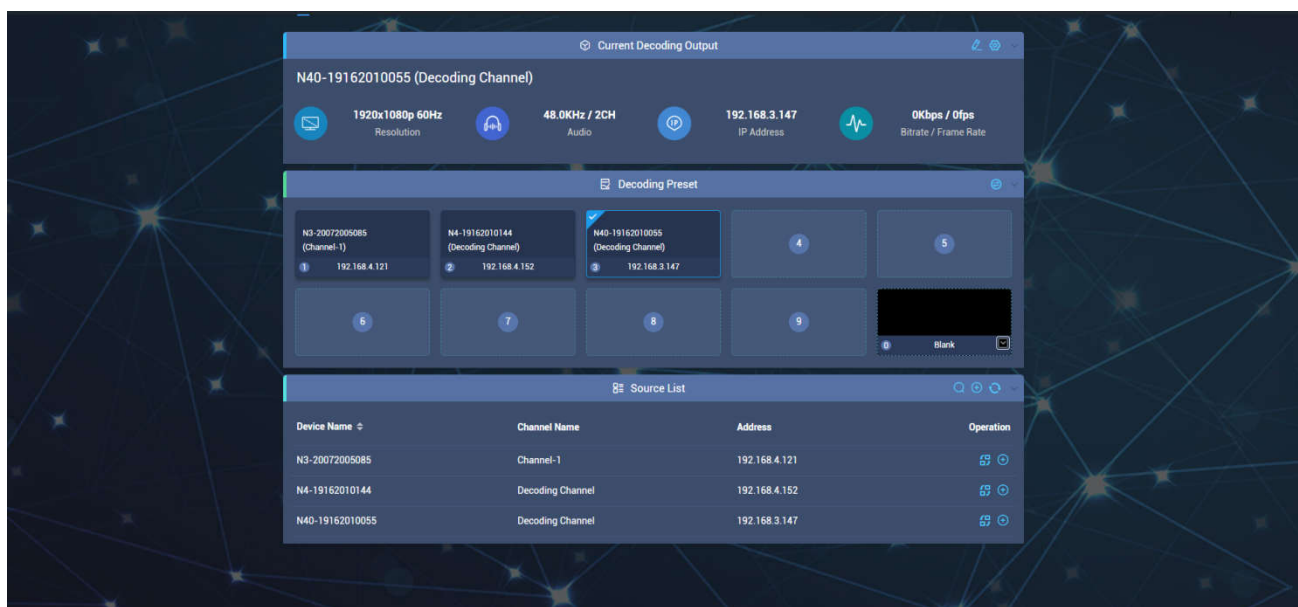 Current Decoding Output
N40-19162010055 (Decoding Channel)
1920x1080p 60Hz
Resolution
48.0KHz / 2CH
Audio
IP
192.168.3.147
IP Address
0Kbps / 0fps
Bitrate / Frame Rate
Decoding Preset
N3-20072005085
(Channel-1)
1 192.168.4.121
N4-19162010144
(Decoding Channel)
2 192.168.4.152
N40-19162010055
(Decoding Channel)
3 192.168.3.147
4
5
6
7
8
9
0 Blank
Source List
Device Name Channel Name Address Operation
N3-20072005085 Channel-1 192.168.4.121
N4-19162010144 Decoding Channel 192.168.4.152
N40-19162010055 Decoding Channel 192.168.3.147